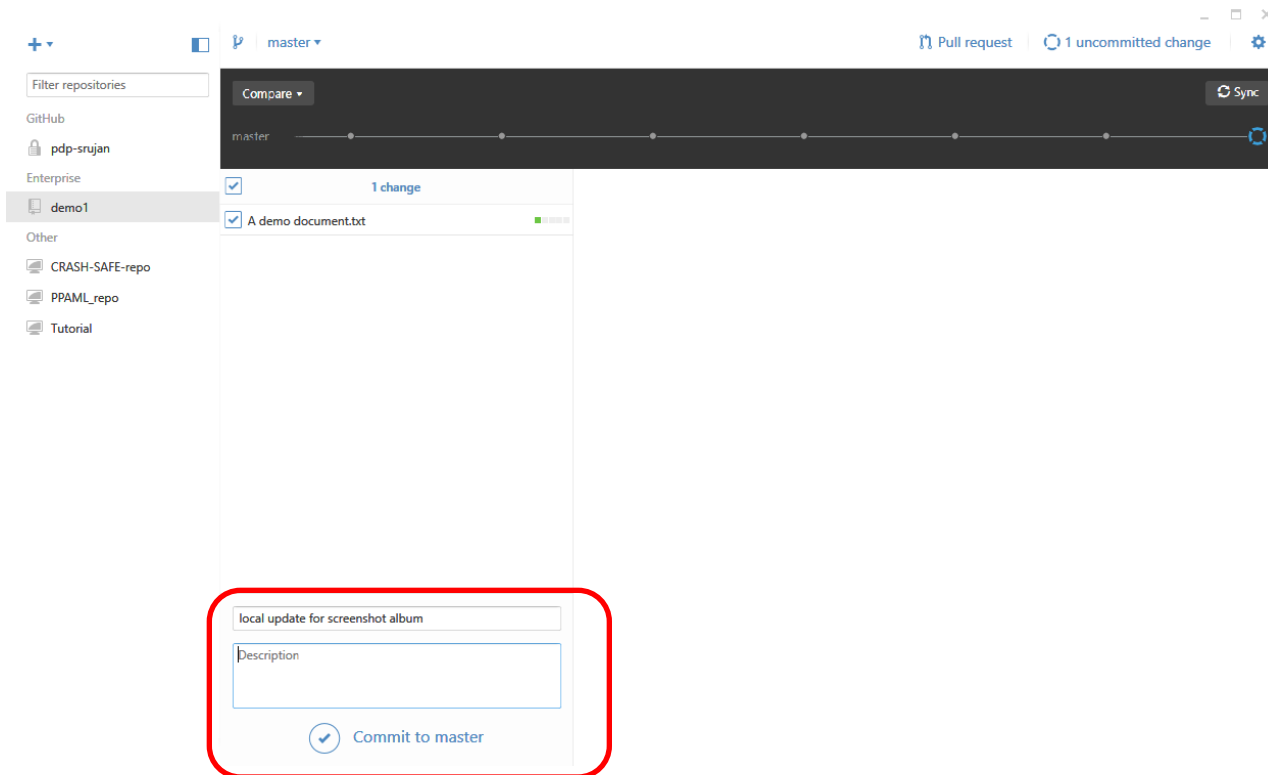 master
Pull request
1 uncommitted change
Filter repositories
Compare
Sync
GitHub
master
pdp-srujan
Enterprise
1 change
demo1
A demo document.txt
Other
CRASH-SAFE-repo
PPAML_repo
Tutorial
local update for screenshot album
Description
Commit to master